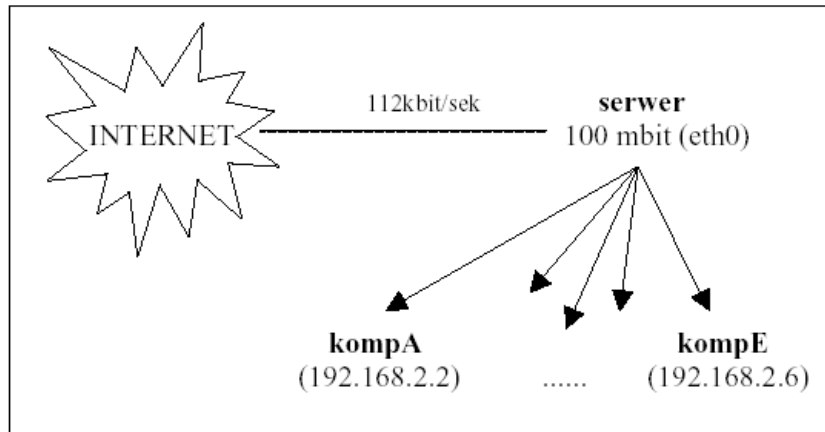 112kbit/sek
serwer
INTERNET
100 mbit (eth0)
kompA
kompE
(192.168.2.2)
......
(192.168.2.6)